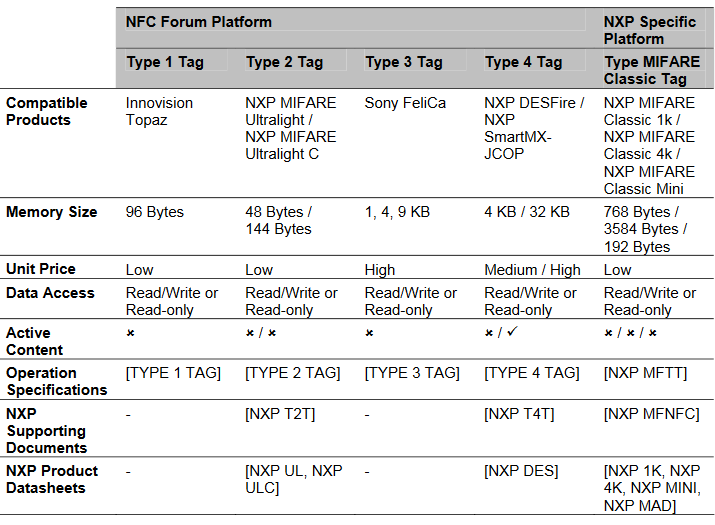 NFC Forum Platform
NXP Specific
Platform
Type 1 Tag
Type 2 Tag
Type 3 Tag
Type 4 Tag
Type MIFARE
Classic Tag
Compatible
Products
Innovision
Topaz
NXP MIFARE
Ultralight /
NXP MIFARE
Ultralight C
Sony FeliCa
NXP DESFire /
NXP
SmartMX-
JCOP
NXP MIFARE
Classic 1k /
NXP MIFARE
Classic 4k /
NXP MIFARE
Classic Mini
Memory Size
96 Bytes
48 Bytes /
144 Bytes
1, 4, 9 KB
4 KB / 32 KB
768 Bytes /
3584 Bytes /
192 Bytes
Unit Price
Low
Low
High
Medium / High
Low
Data Access
Read/Write or
Read-only
Read/Write or
Read-only
Read/Write or
Read-only
Read/Write or
Read-only
Read/Write or
Read-only
Active
Content
×
× / ×
×
× / ✓
× / × / ×
Operation
Specifications
[TYPE 1 TAG]
[TYPE 2 TAG]
[TYPE 3 TAG]
[TYPE 4 TAG]
[NXP MFTT]
NXP
Supporting
Documents
-
[NXP T2T]
-
[NXP T4T]
[NXP MFNFC]
NXP Product
Datasheets
-
[NXP UL, NXP
ULC]
-
[NXP DES]
[NXP 1K, NXP
4K, NXP MINI,
NXP MAD]